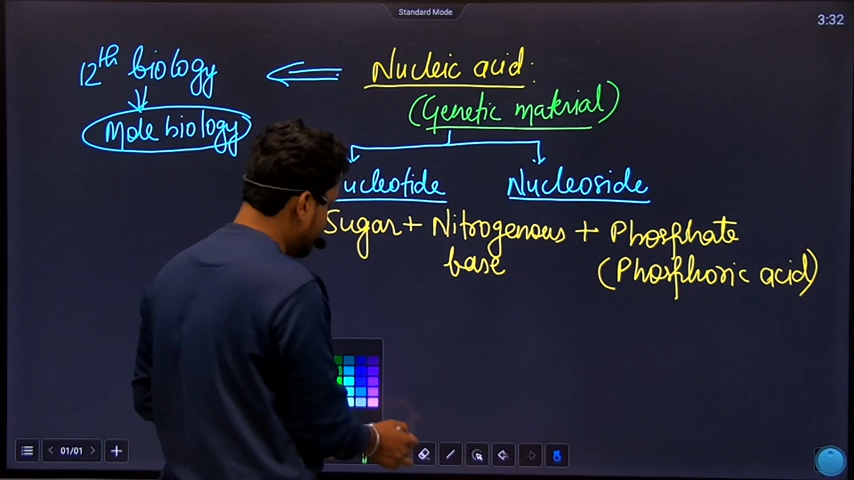 Standard Mode
3:32
12th biology ⇐ Nucleic acid:
(Genetic material)
Mole biology
ucleotide Nucleoside
Sugar + Nitrogenous + Phosphate
base (Phosphoric acid)
01/01